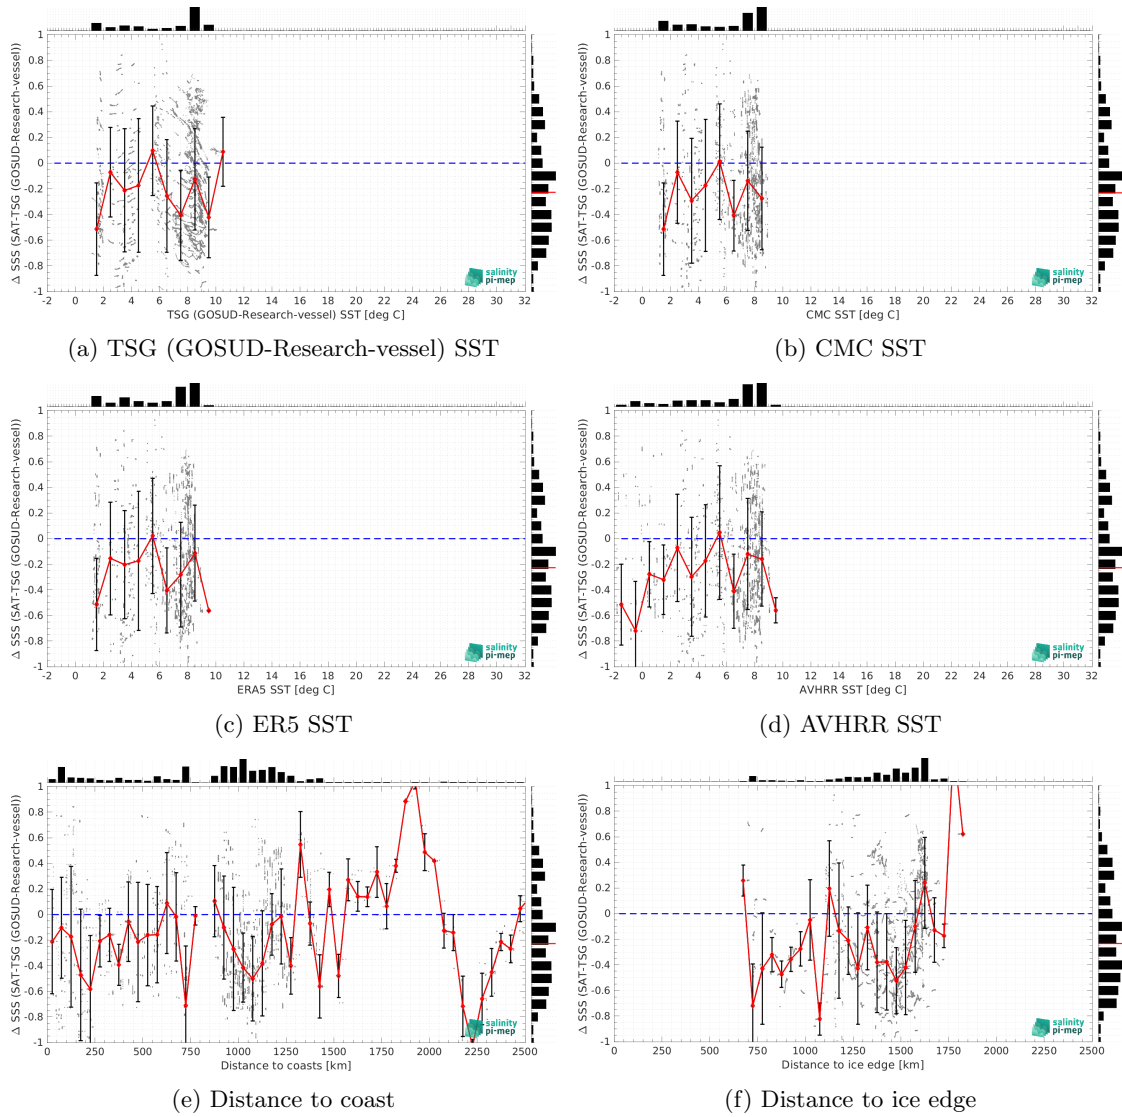 Δ SSS (SAT-TSG (GOSUD-Research-vessel))
1
0.8
0.6
0.4
0.2
0
-0.2
-0.4
-0.6
-0.8
-1
salinity
pi-mep
-2 0 2 4 6 8 10 12 14 16 18 20 22 24 26 28 30 32
TSG (GOSUD-Research-vessel) SST [deg C]
(a) TSG (GOSUD-Research-vessel) SST
Δ SSS (SAT-TSG (GOSUD-Research-vessel))
1
0.8
0.6
0.4
0.2
0
-0.2
-0.4
-0.6
-0.8
-1
salinity
pi-mep
-2 0 2 4 6 8 10 12 14 16 18 20 22 24 26 28 30 32
CMC SST [deg C]
(b) CMC SST
Δ SSS (SAT-TSG (GOSUD-Research-vessel))
1
0.8
0.6
0.4
0.2
0
-0.2
-0.4
-0.6
-0.8
-1
salinity
pi-mep
-2 0 2 4 6 8 10 12 14 16 18 20 22 24 26 28 30 32
ERA5 SST [deg C]
(c) ER5 SST
Δ SSS (SAT-TSG (GOSUD-Research-vessel))
1
0.8
0.6
0.4
0.2
0
-0.2
-0.4
-0.6
-0.8
-1
salinity
pi-mep
-2 0 2 4 6 8 10 12 14 16 18 20 22 24 26 28 30 32
AVHRR SST [deg C]
(d) AVHRR SST
Δ SSS (SAT-TSG (GOSUD-Research-vessel))
1
0.8
0.6
0.4
0.2
0
-0.2
-0.4
-0.6
-0.8
-1
salinity
pi-mep
0 250 500 750 1000 1250 1500 1750 2000 2250 2500
Distance to coasts [km]
(e) Distance to coast
Δ SSS (SAT-TSG (GOSUD-Research-vessel))
1
0.8
0.6
0.4
0.2
0
-0.2
-0.4
-0.6
-0.8
-1
salinity
pi-mep
0 250 500 750 1000 1250 1500 1750 2000 2250 2500
Distance to ice edge [km]
(f) Distance to ice edge